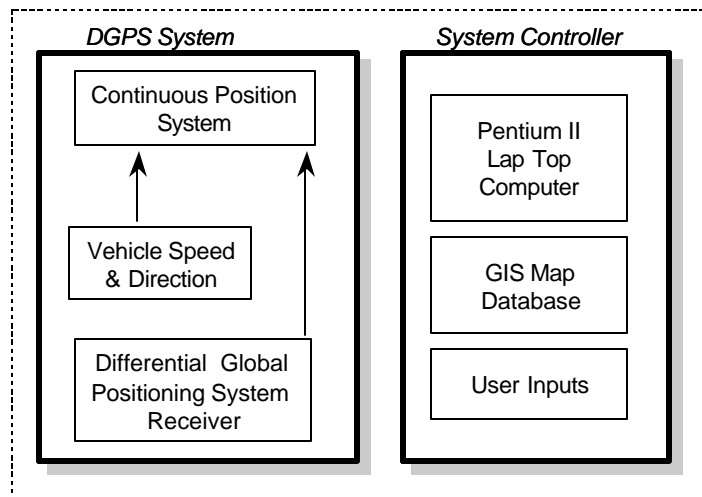 DGPS System
Continuous Position
System
Vehicle Speed
& Direction
Differential Global
Positioning System
Receiver
System Controller
Pentium II
Lap Top
Computer
GIS Map
Database
User Inputs